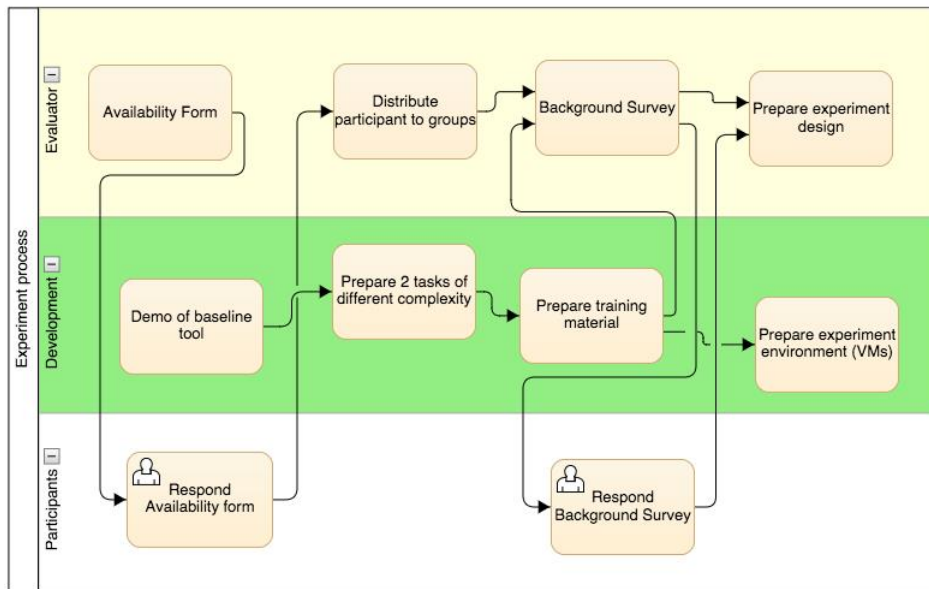 Experiment process
Evaluator
Availability Form
Distribute
participant to groups
Background Survey
Prepare experiment
design
Development
Demo of baseline
tool
Prepare 2 tasks of
different complexity
Prepare training
material
Prepare experiment
environment (VMs)
Participants
Respond
Availability form
Respond
Background Survey